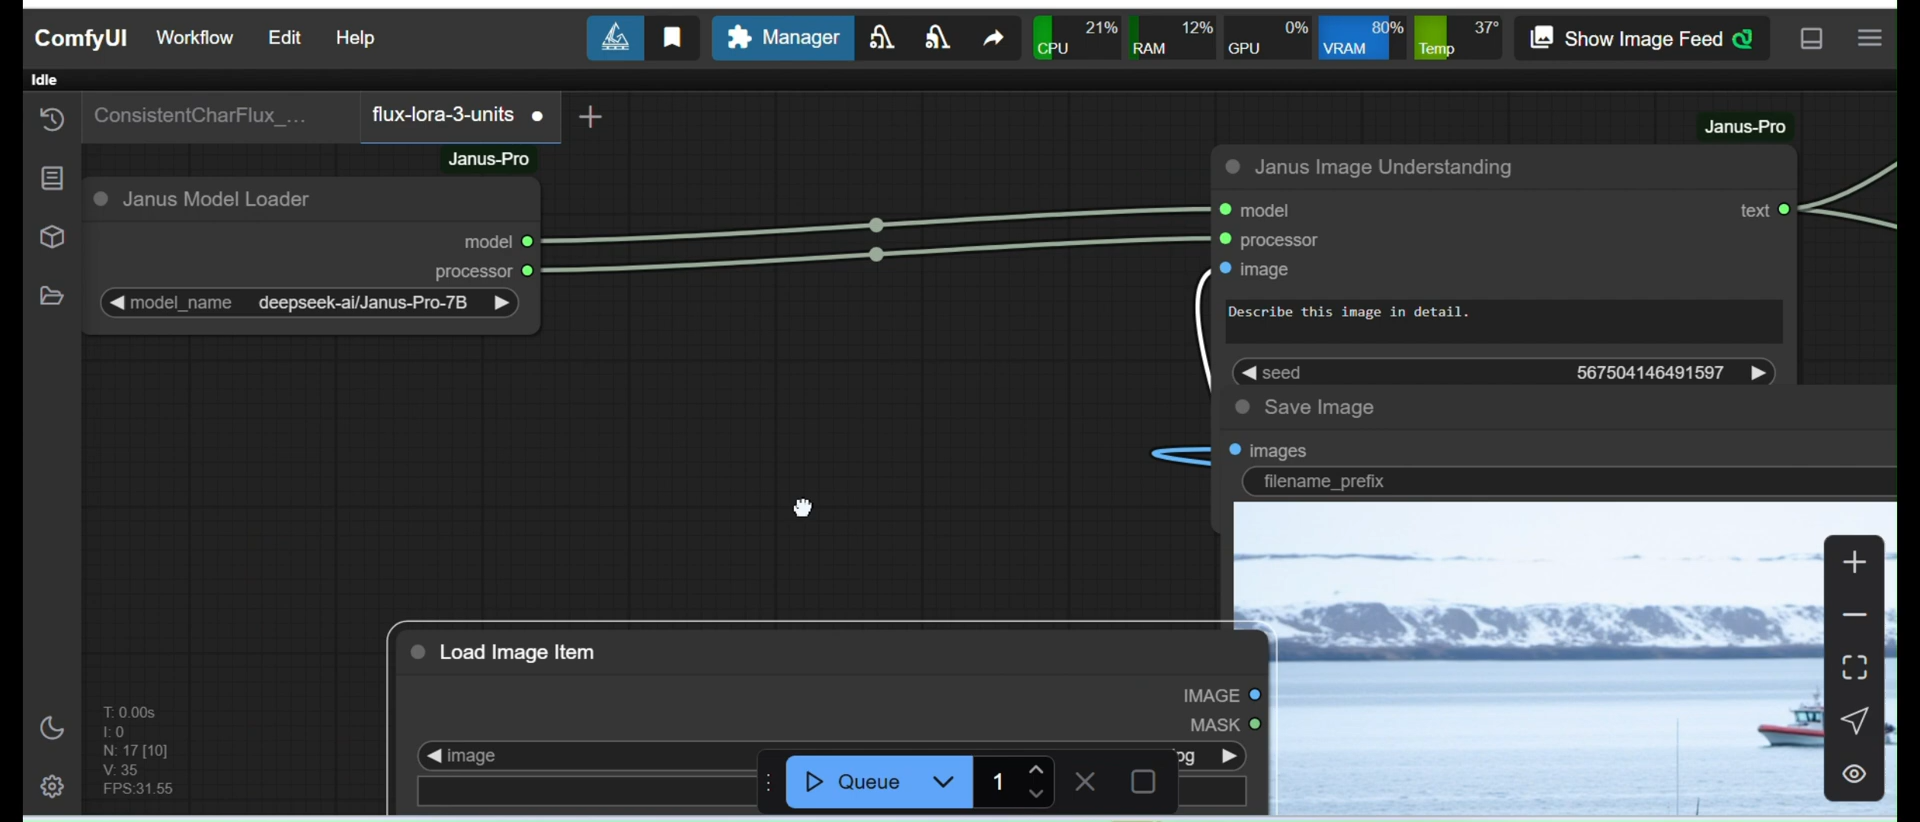 ComfyUI Workflow Edit Help Manager CPU 21% RAM 12% GPU 0% VRAM 80% Temp 37° Show Image Feed
Idle
ConsistentCharFlux_... flux-lora-3-units
Janus-Pro
Janus Model Loader
model
processor
model_name deepseek-ai/Janus-Pro-7B
Janus-Pro
Janus Image Understanding
model text
processor
image
Describe this image in detail.
seed 567504146491597
Save Image
images
filename_prefix
Load Image Item
IMAGE
MASK
image
Queue 1
T: 0.00s
I: 0
N: 17 [10]
V: 35
FPS:31.55